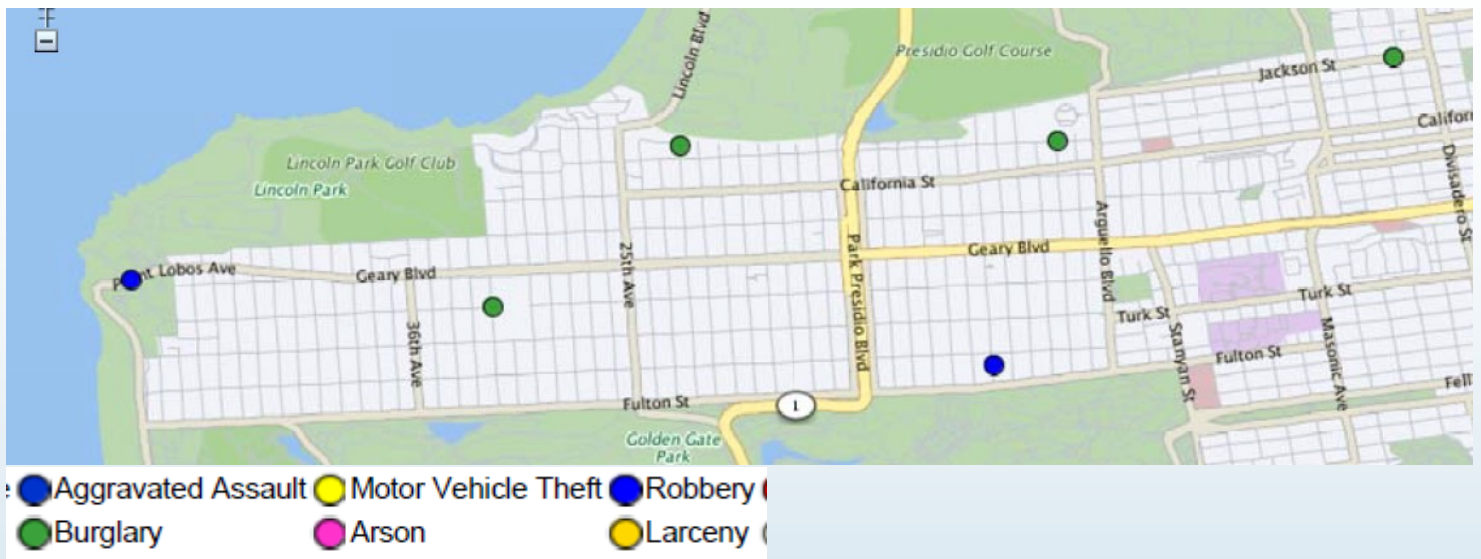 Lincoln Blvd
Presidio Golf Course
Jackson St
Lincoln Park Golf Club
Lincoln Park
California St
Divisadero St
Arguello Blvd
Geary Blvd
Geary Blvd
25th Ave
Park Presidio Blvd
36th Ave
Lobos Ave
Turk St
Turk St
Stanyan St
Masonic Ave
Fulton St
Fulton St
1
Golden Gate
Park
Aggravated Assault Motor Vehicle Theft Robbery
Burglary Arson Larceny